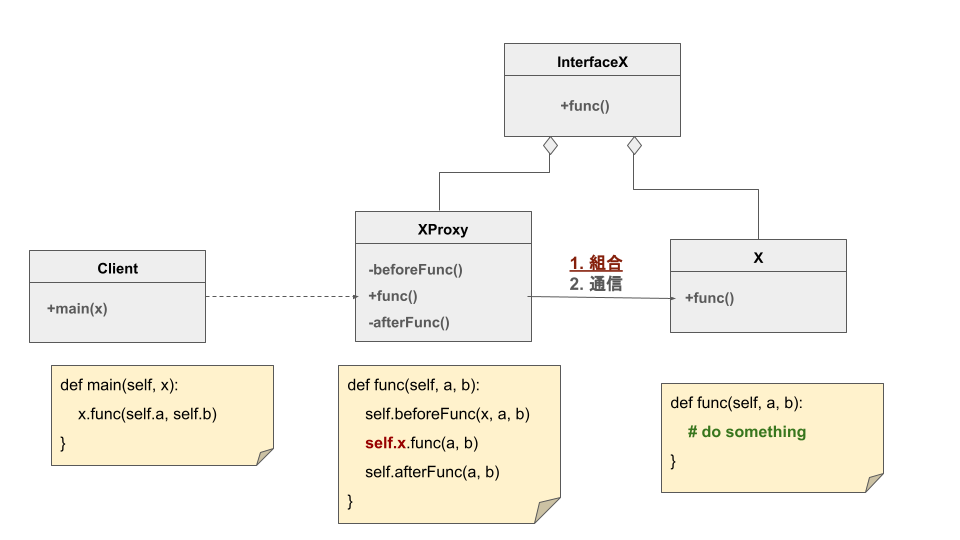 InterfaceX
+func()
XProxy
-beforeFunc()
+func()
-afterFunc()
Client
+main(x)
1. 組合
2. 通信
X
+func()
def main(self, x):
x.func(self.a, self.b)
}
def func(self, a, b):
self.beforeFunc(x, a, b)
self.x.func(a, b)
self.afterFunc(a, b)
}
def func(self, a, b):
# do something
}